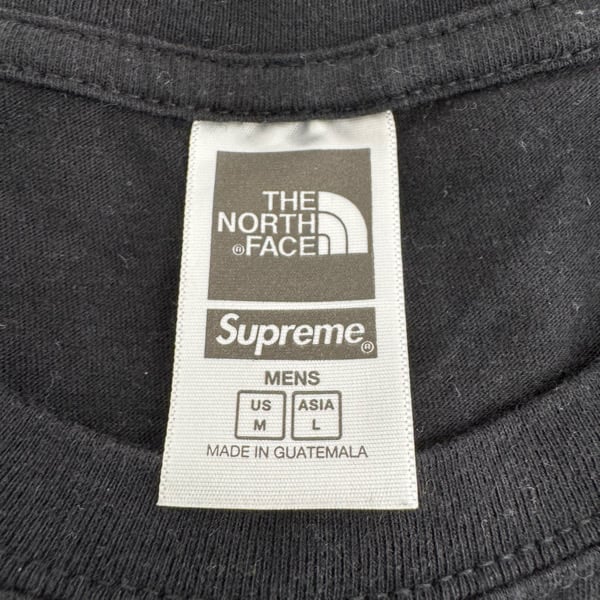 THE
NORTH
®FACE
Supreme®
MENS
US ASIA
M L
MADE IN GUATEMALA